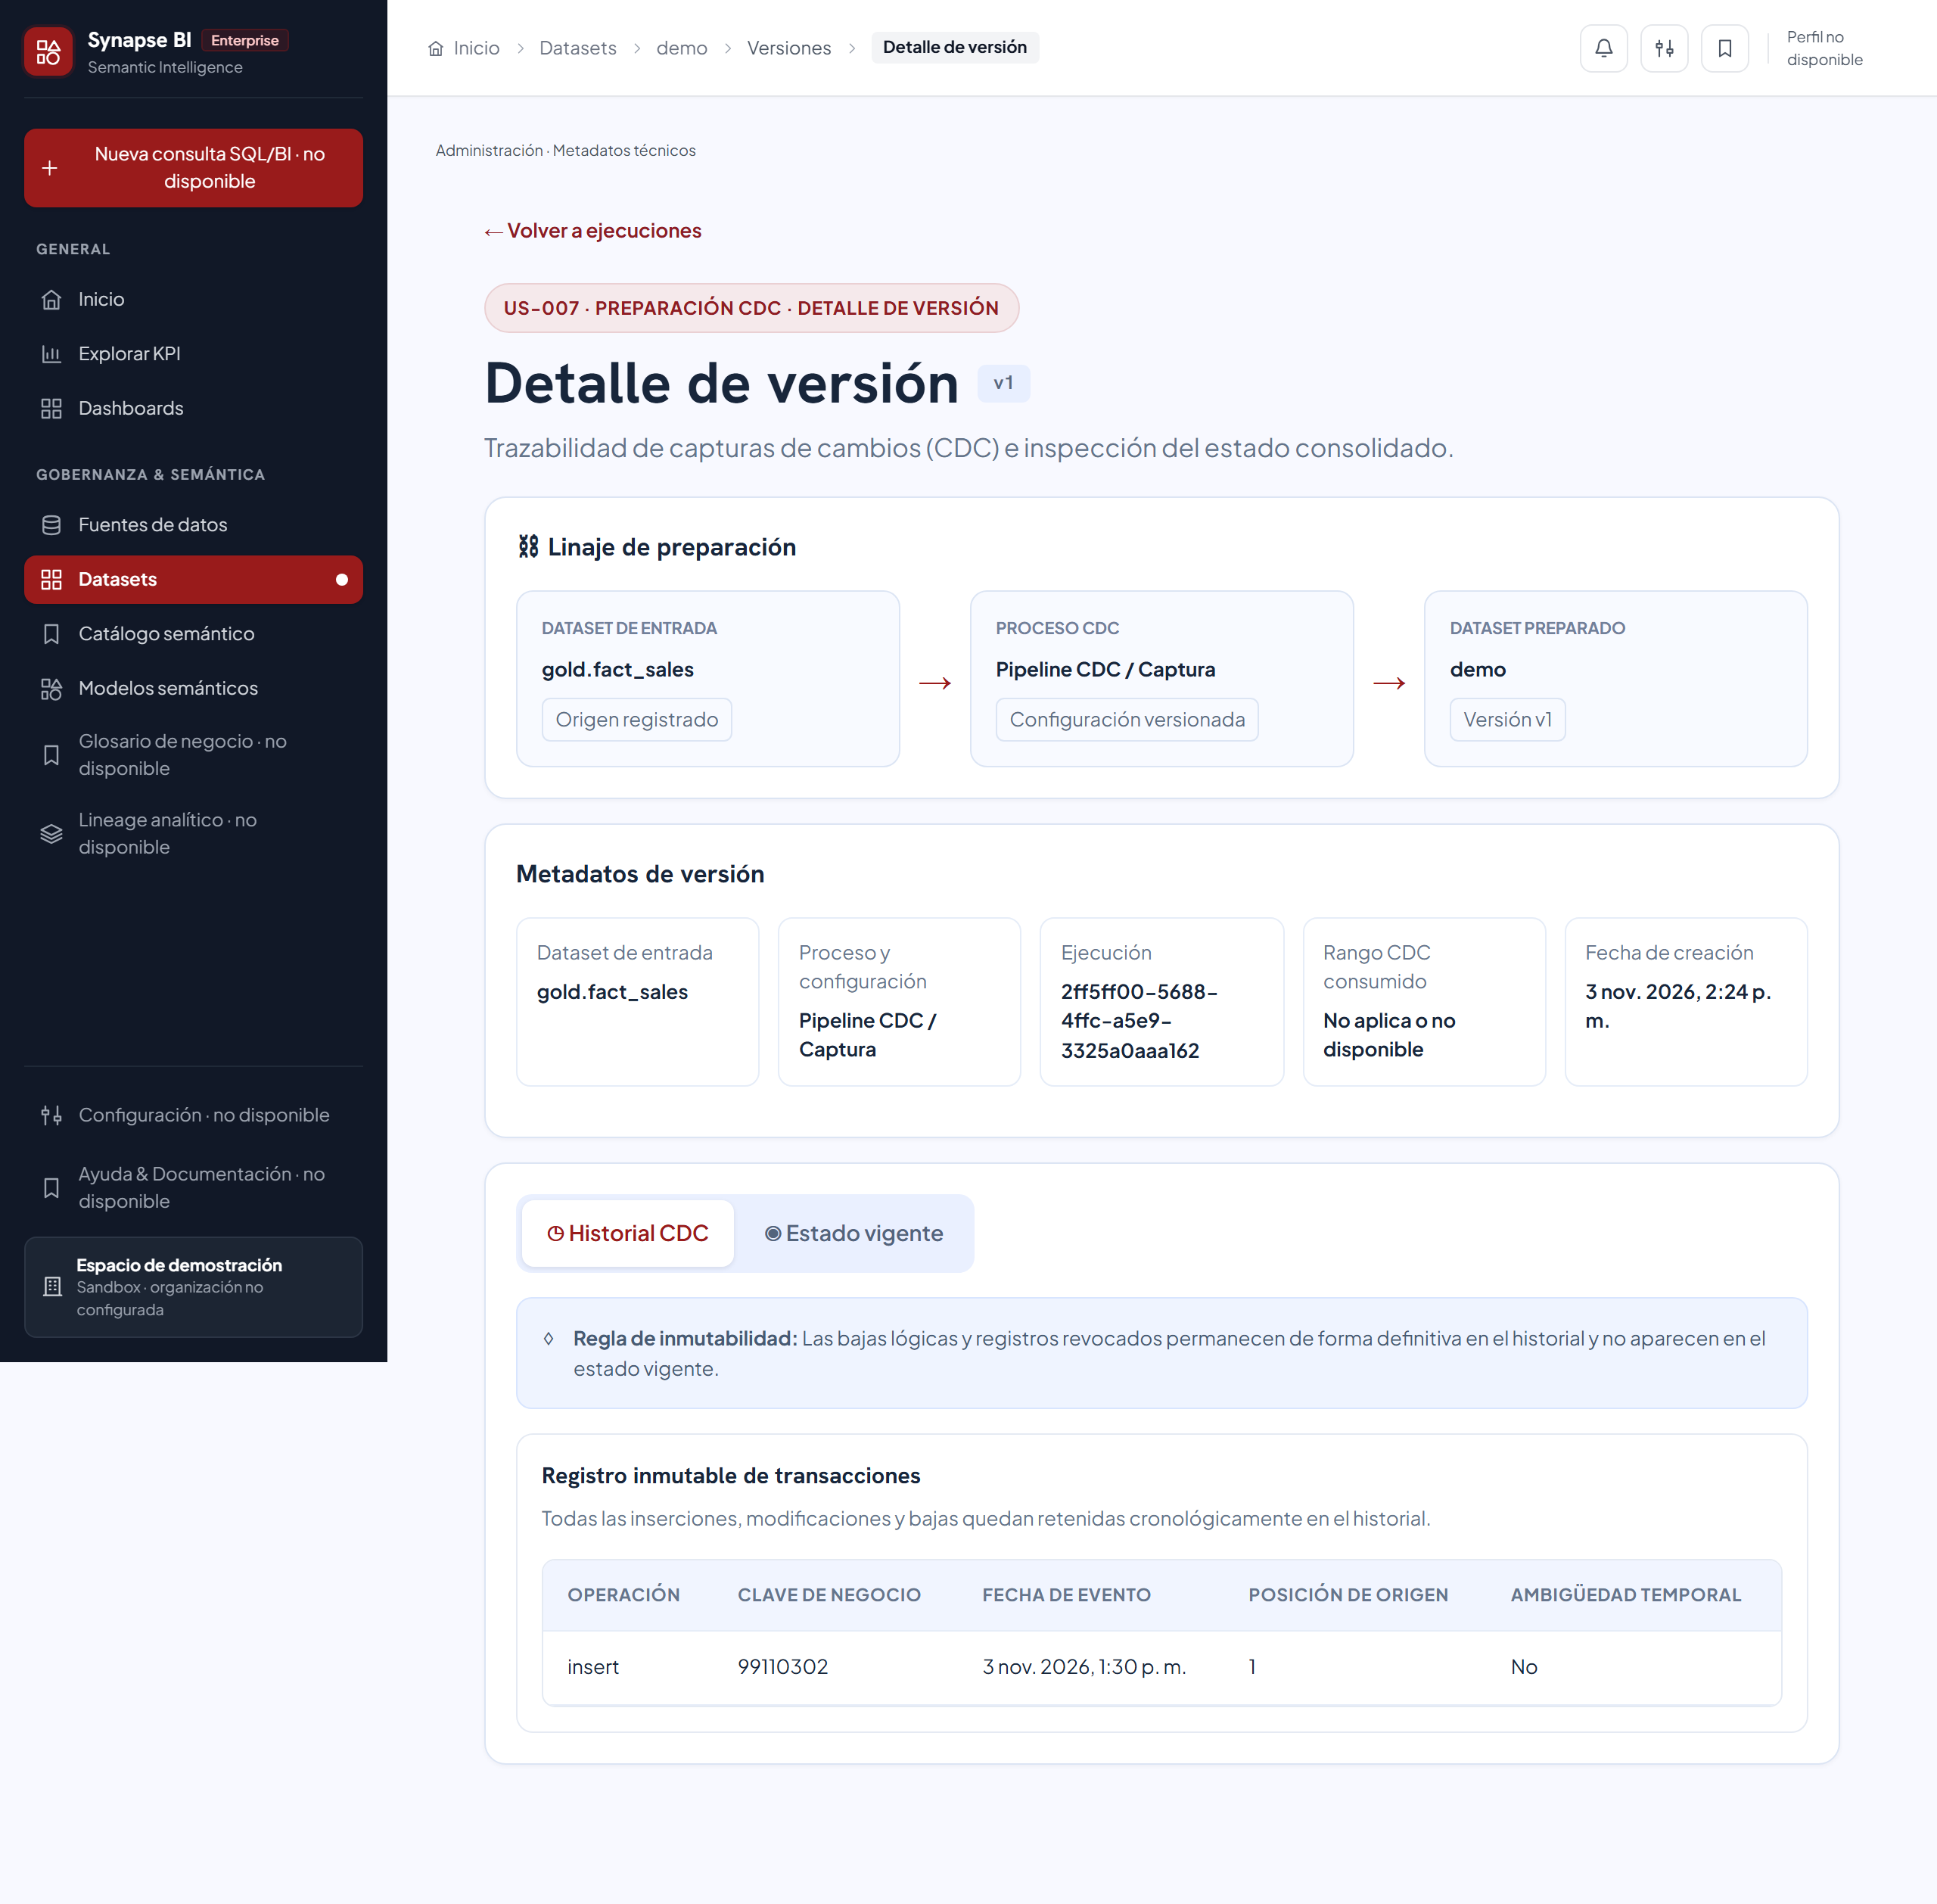 Synapse BI Enterprise
Semantic Intelligence
Nueva consulta SQL/BI · no
disponible
GENERAL
Inicio
Explorar KPI
Dashboards
GOBERNANZA & SEMÁNTICA
Fuentes de datos
Datasets
Catálogo semántico
Modelos semánticos
Glosario de negocio · no
disponible
Lineage analítico · no
disponible
Configuración · no disponible
Ayuda & Documentación · no
disponible
Espacio de demostración
Sandbox · organización no
configurada
Inicio > Datasets > demo > Versiones > Detalle de versión
Perfil no
disponible
Administración · Metadatos técnicos
← Volver a ejecuciones
US-007 · PREPARACIÓN CDC · DETALLE DE VERSIÓN
Detalle de versión v1
Trazabilidad de capturas de cambios (CDC) e inspección del estado consolidado.
⛓ Linaje de preparación
DATASET DE ENTRADA
gold.fact_sales
Origen registrado
→
PROCESO CDC
Pipeline CDC / Captura
Configuración versionada
→
DATASET PREPARADO
demo
Versión v1
Metadatos de versión
Dataset de entrada
gold.fact_sales
Proceso y
configuración
Pipeline CDC /
Captura
Ejecución
2ff5ff00-5688-
4ffc-a5e9-
3325a0aaa162
Rango CDC
consumido
No aplica o no
disponible
Fecha de creación
3 nov. 2026, 2:24 p.
m.
◷ Historial CDC ◉ Estado vigente
◊ Regla de inmutabilidad: Las bajas lógicas y registros revocados permanecen de forma definitiva en el historial y no aparecen en el
estado vigente.
Registro inmutable de transacciones
Todas las inserciones, modificaciones y bajas quedan retenidas cronológicamente en el historial.
OPERACIÓN CLAVE DE NEGOCIO FECHA DE EVENTO POSICIÓN DE ORIGEN AMBIGÜEDAD TEMPORAL
insert 99110302 3 nov. 2026, 1:30 p. m. 1 No